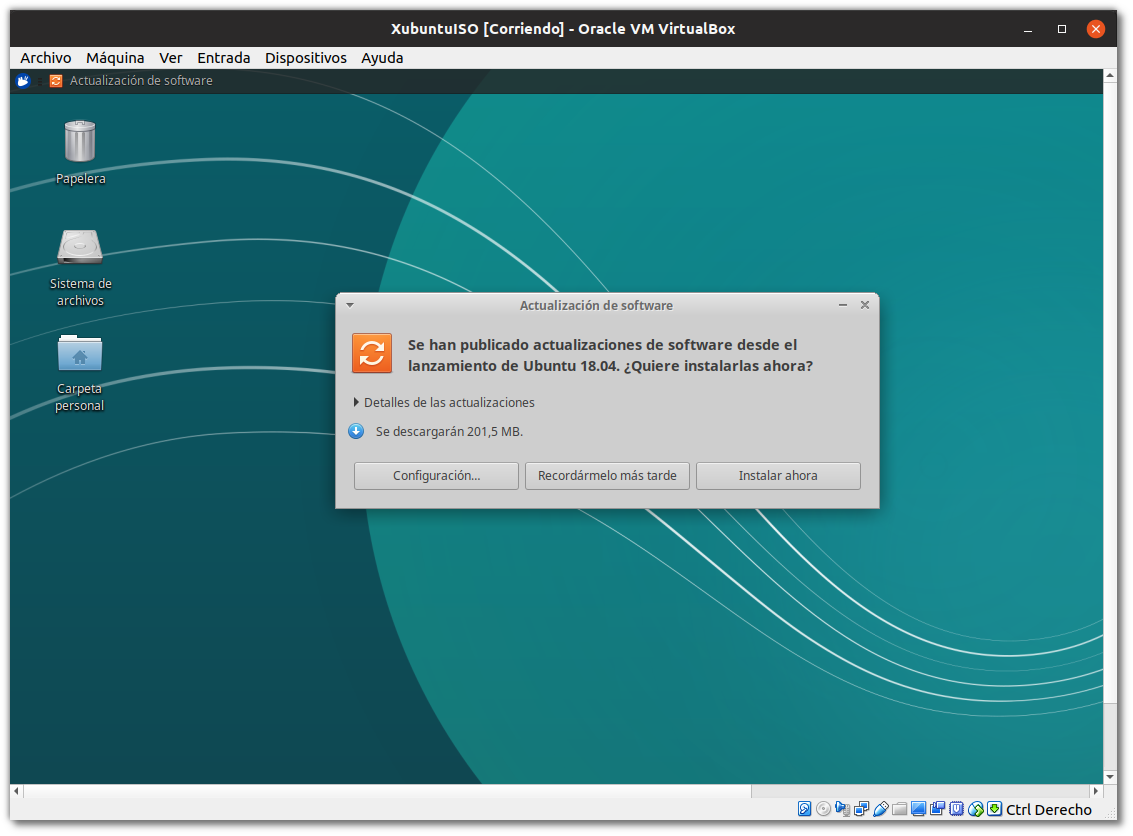 XubuntuISO [Corriendo] - Oracle VM VirtualBox
Archivo Máquina Ver Entrada Dispositivos Ayuda
Actualización de software
Papelera
Sistema de
archivos
Carpeta
personal
Actualización de software
Se han publicado actualizaciones de software desde el
lanzamiento de Ubuntu 18.04. ¿Quiere instalarlas ahora?
Detalles de las actualizaciones
Se descargarán 201,5 MB.
Configuración... Recordármelo más tarde Instalar ahora
Ctrl Derecho